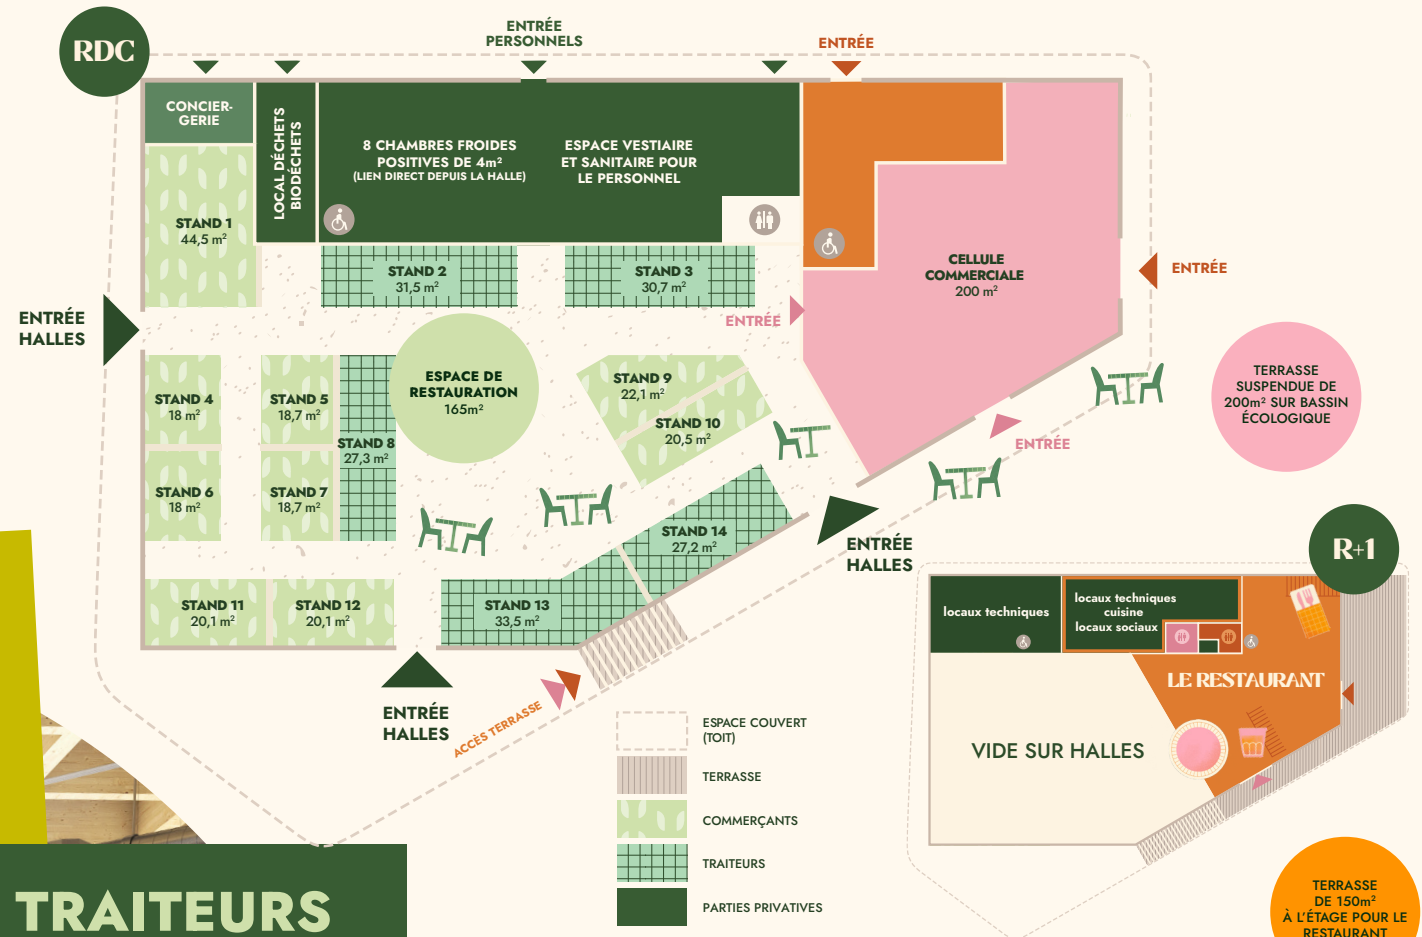 RDC
ENTRÉE
PERSONNELS
ENTRÉE
CONCIER-
GERIE
LOCAL DÉCHETS
BIODÉCHETS
8 CHAMBRES FROIDES
POSITIVES DE 4m²
(LIEN DIRECT DEPUIS LA HALLE)
ESPACE VESTIAIRE
ET SANITAIRE POUR
LE PERSONNEL
STAND 1
44,5 m²
STAND 2
31,5 m²
STAND 3
30,7 m²
CELLULE
COMMERCIALE
200 m²
ENTRÉE
ENTRÉE
ENTRÉE
HALLES
STAND 4
18 m²
STAND 5
18,7 m²
STAND 8
27,3 m²
ESPACE DE
RESTAURATION
165m²
STAND 9
22,1 m²
STAND 10
20,5 m²
STAND 6
18 m²
STAND 7
18,7 m²
ENTRÉE
TERRASSE
SUSPENDUE DE
200m² SUR BASSIN
ÉCOLOGIQUE
STAND 14
27,2 m²
ENTRÉE
HALLES
STAND 11
20,1 m²
STAND 12
20,1 m²
STAND 13
33,5 m²
ENTRÉE
HALLES
ACCÈS TERRASSE
R+1
locaux techniques
locaux techniques
cuisine
locaux sociaux
LE RESTAURANT
VIDE SUR HALLES
ESPACE COUVERT
(TOIT)
TERRASSE
COMMERÇANTS
TRAITEURS
PARTIES PRIVATIVES
TRAITEURS
TERRASSE
DE 150m²
À L'ÉTAGE POUR LE
RESTAURANT